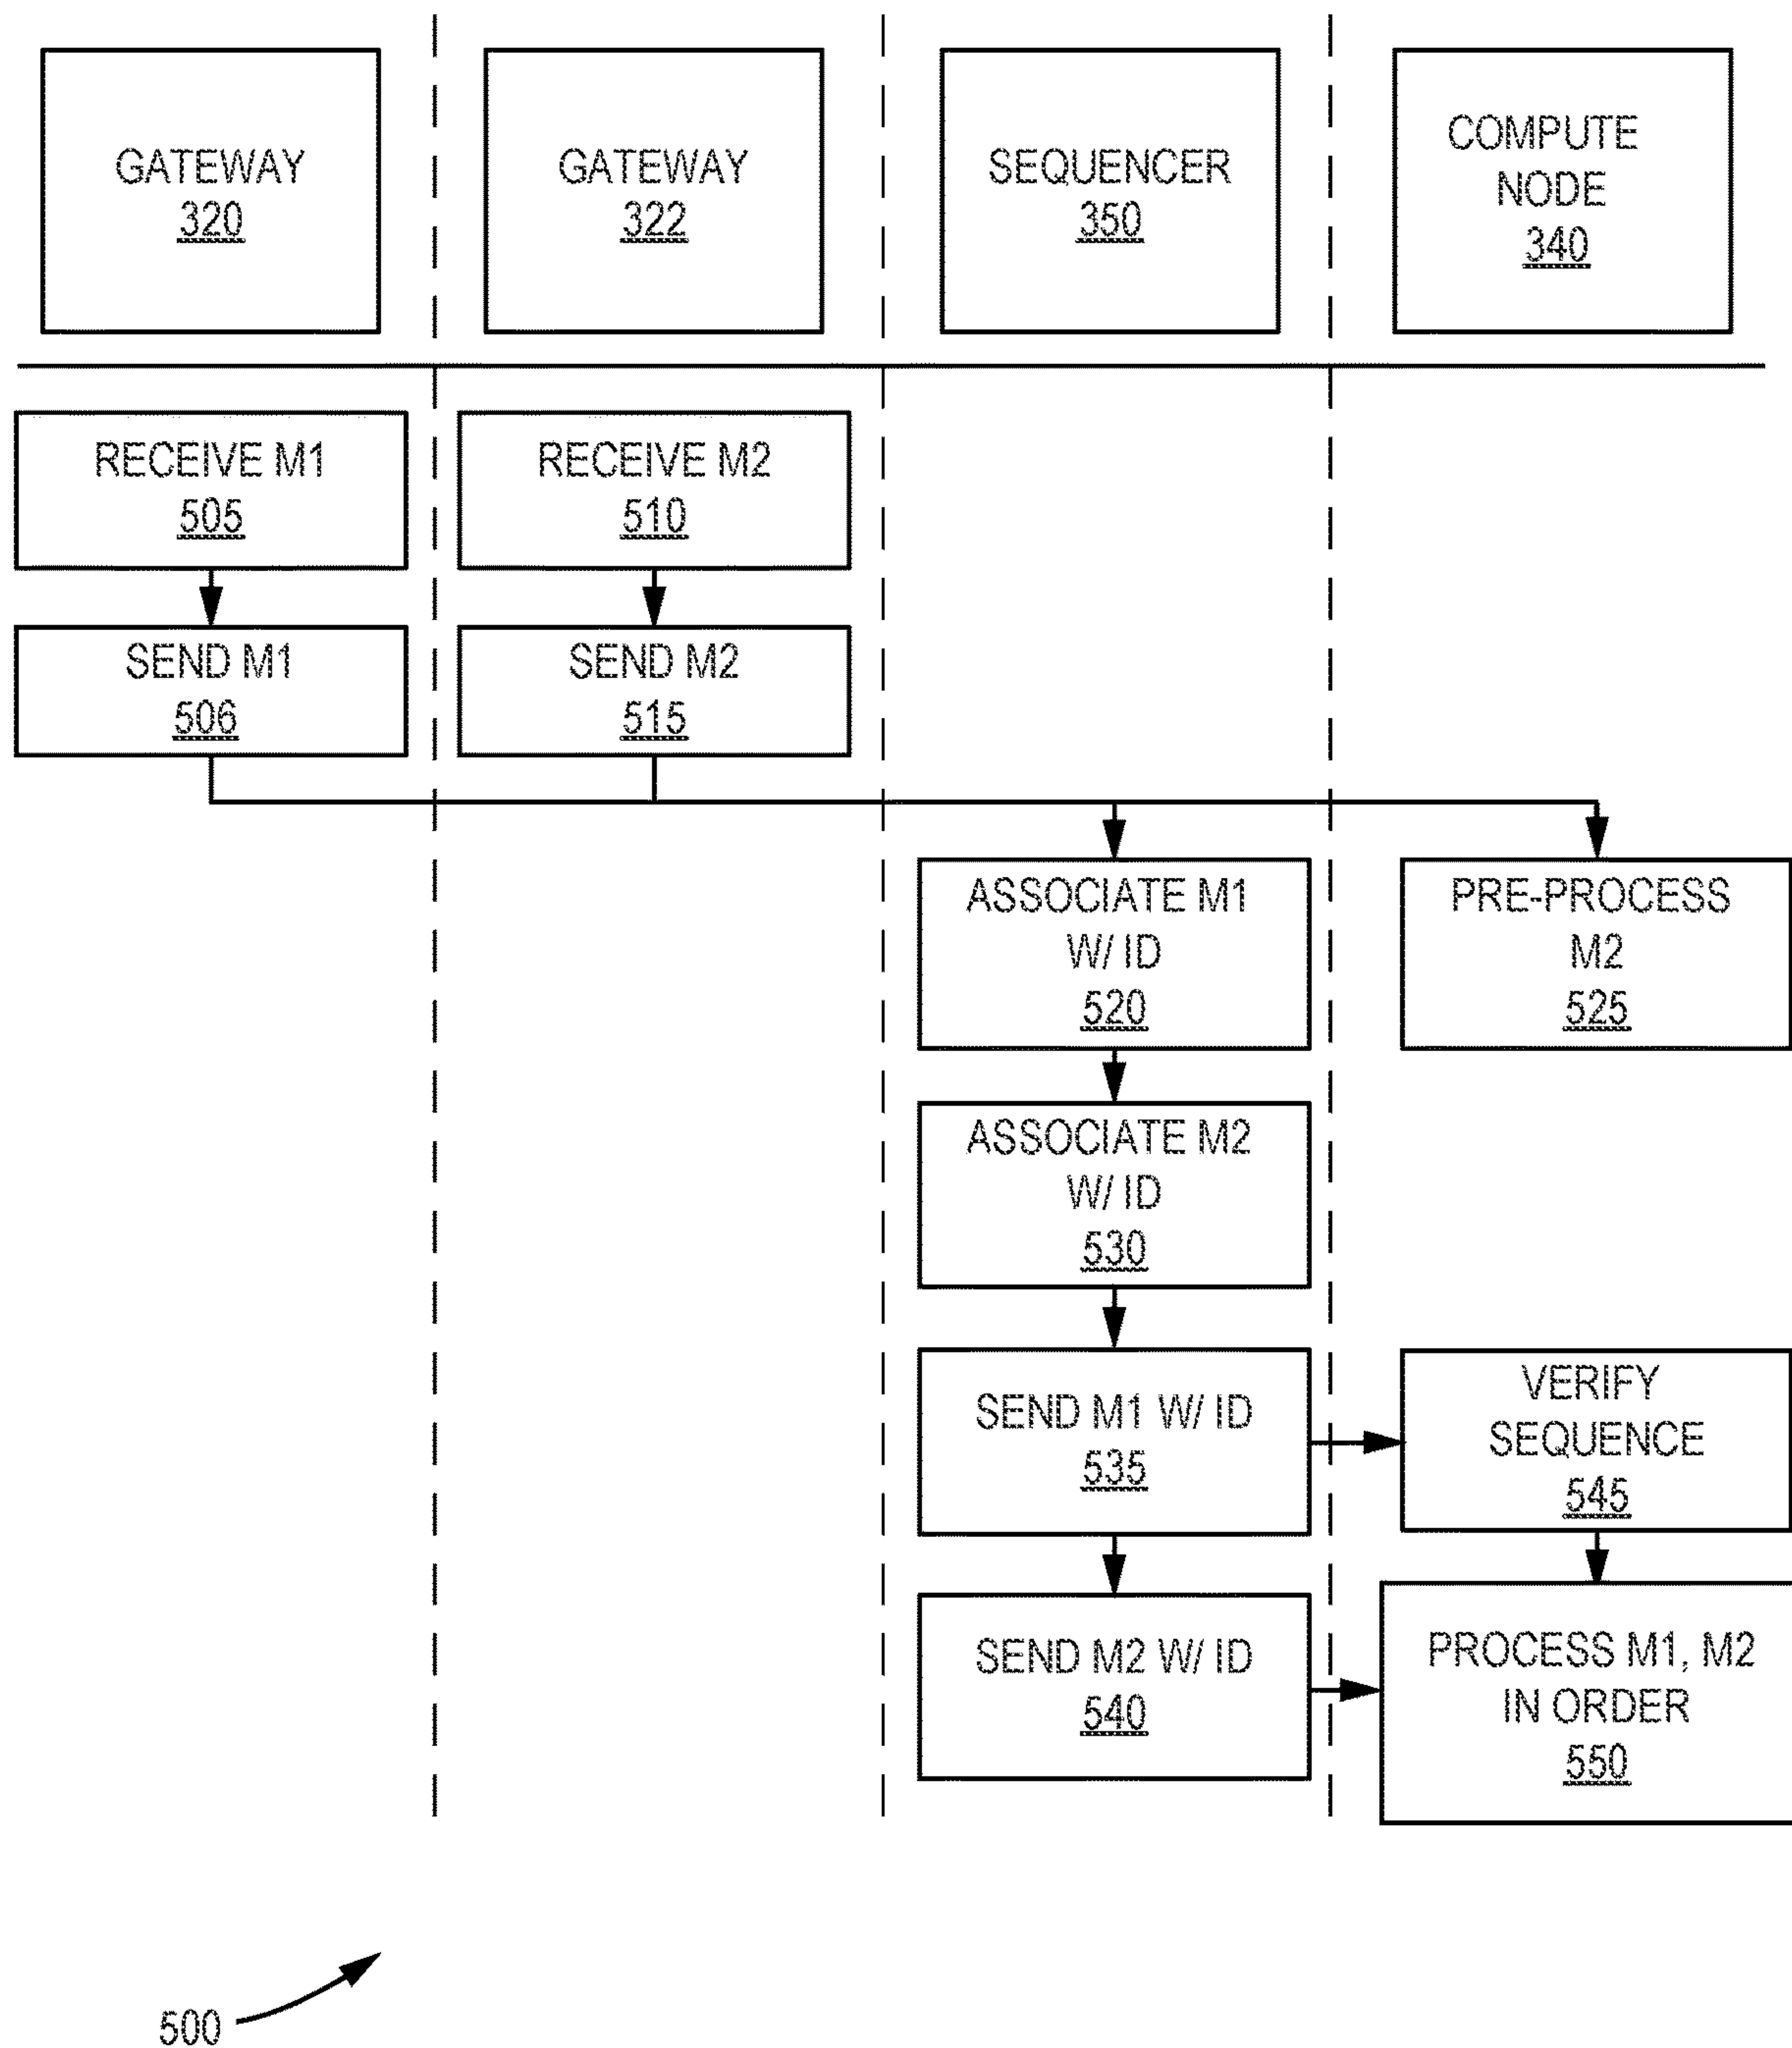 GATEWAY
320
GATEWAY
322
SEQUENCER
350
COMPUTE
NODE
340
RECEIVE M1
505
RECEIVE M2
510
SEND M1
506
SEND M2
515
ASSOCIATE M1
W/ ID
520
PRE-PROCESS
M2
525
ASSOCIATE M2
W/ ID
530
SEND M1 W/ ID
535
VERIFY
SEQUENCE
545
SEND M2 W/ ID
540
PROCESS M1, M2
IN ORDER
550
500